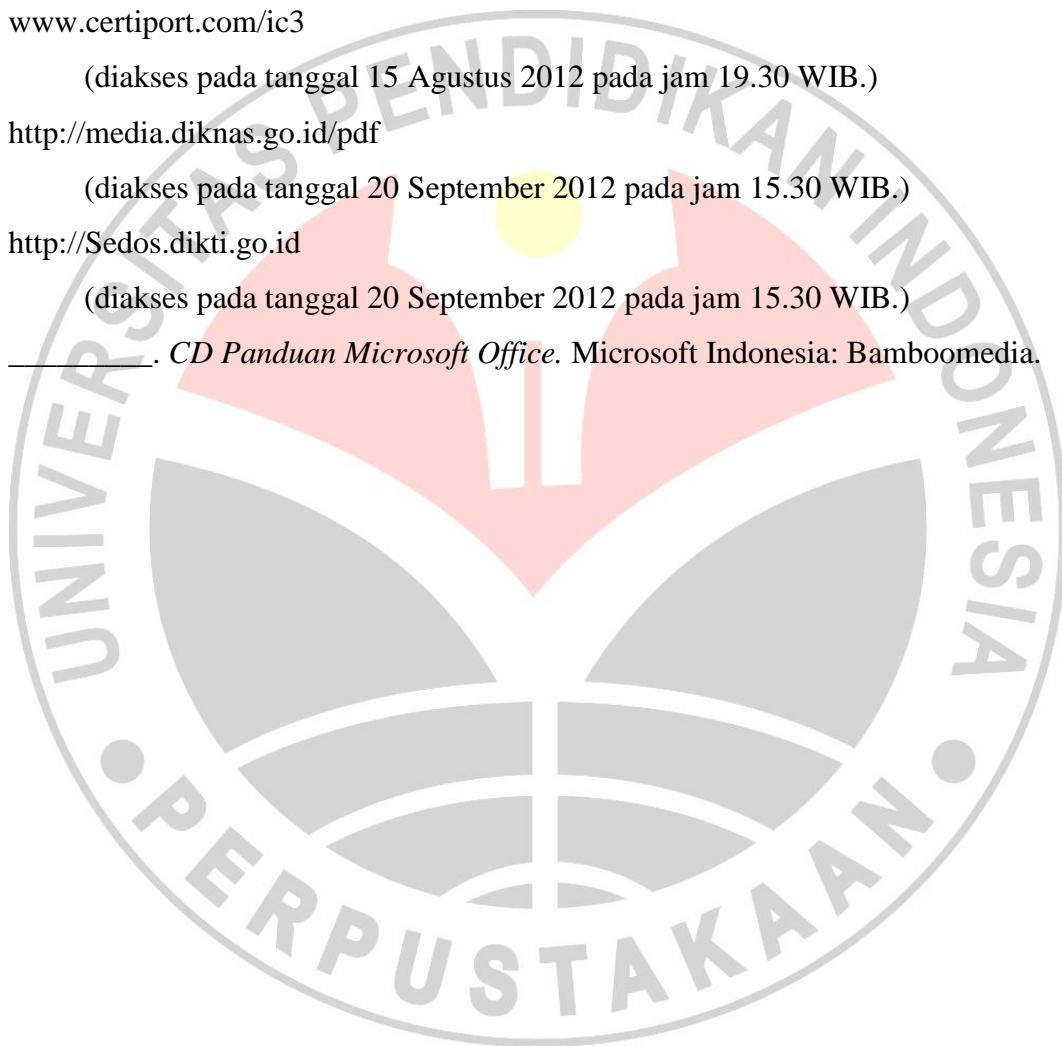 www.certiport.com/ic3
(diakses pada tanggal 15 Agustus 2012 pada jam 19.30 WIB.)
http://media.diknas.go.id/pdf
(diakses pada tanggal 20 September 2012 pada jam 15.30 WIB.)
http://Sedos.dikti.go.id
(diakses pada tanggal 20 September 2012 pada jam 15.30 WIB.)
_________. CD Panduan Microsoft Office. Microsoft Indonesia: Bamboomedia.
UNIVERSITAS PENDIDIKAN INDONESIA
PERPUSTAKAAN